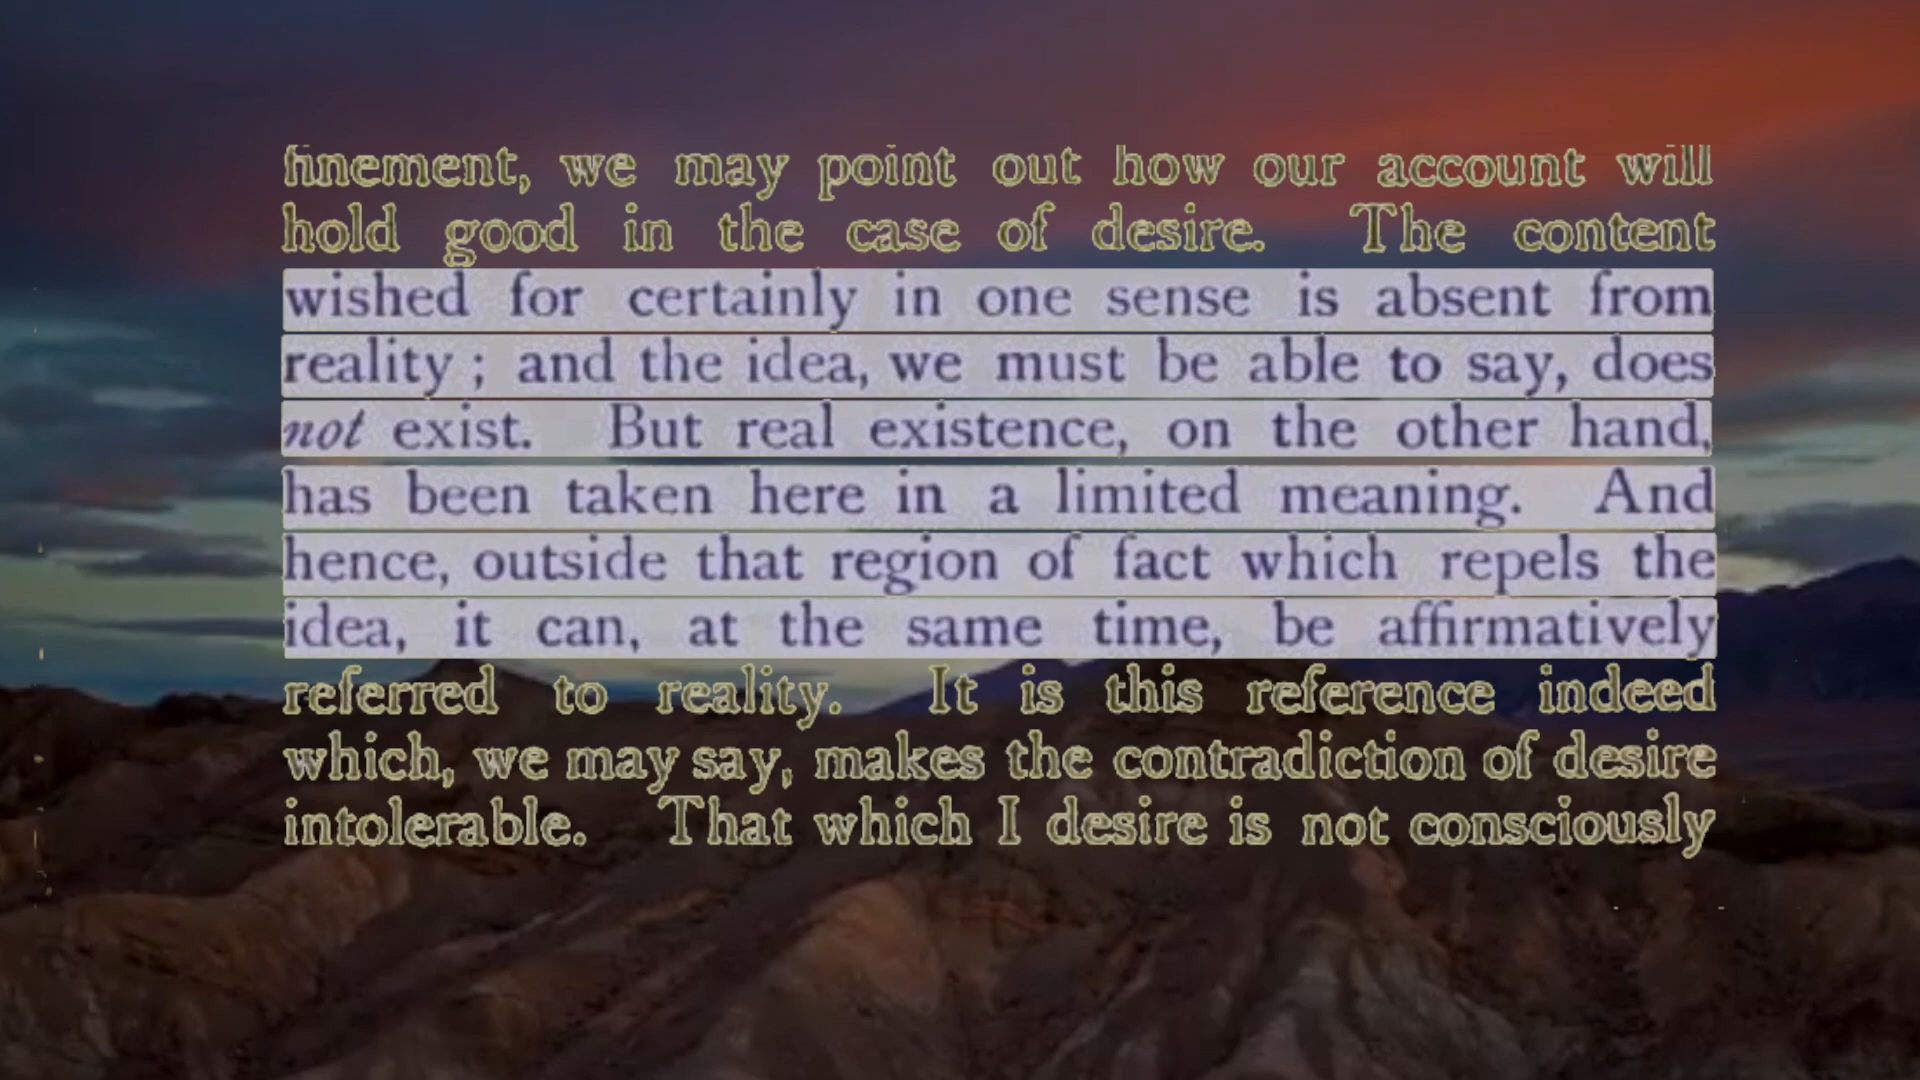 finement, we may point out how our account will
hold good in the case of desire. The content
wished for certainly in one sense is absent from
reality ; and the idea, we must be able to say, does
not exist. But real existence, on the other hand,
has been taken here in a limited meaning. And
hence, outside that region of fact which repels the
idea, it can, at the same time, be affirmatively
referred to reality. It is this reference indeed
which, we may say, makes the contradiction of desire
intolerable. That which I desire is not consciously